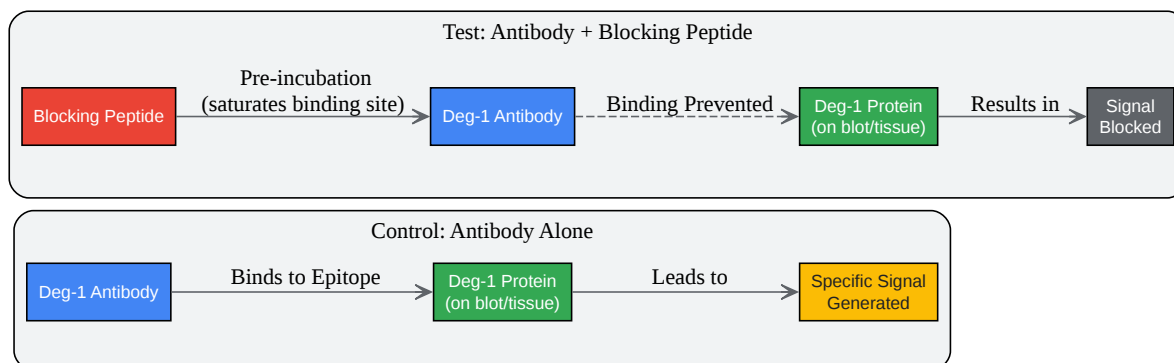 Test: Antibody + Blocking Peptide
Pre-incubation
(saturates binding site)
Blocking Peptide
Deg-1 Antibody
Binding Prevented
Deg-1 Protein
(on blot/tissue)
Results in
Signal
Blocked
Control: Antibody Alone
Deg-1 Antibody
Binds to Epitope
Deg-1 Protein
(on blot/tissue)
Leads to
Specific Signal
Generated